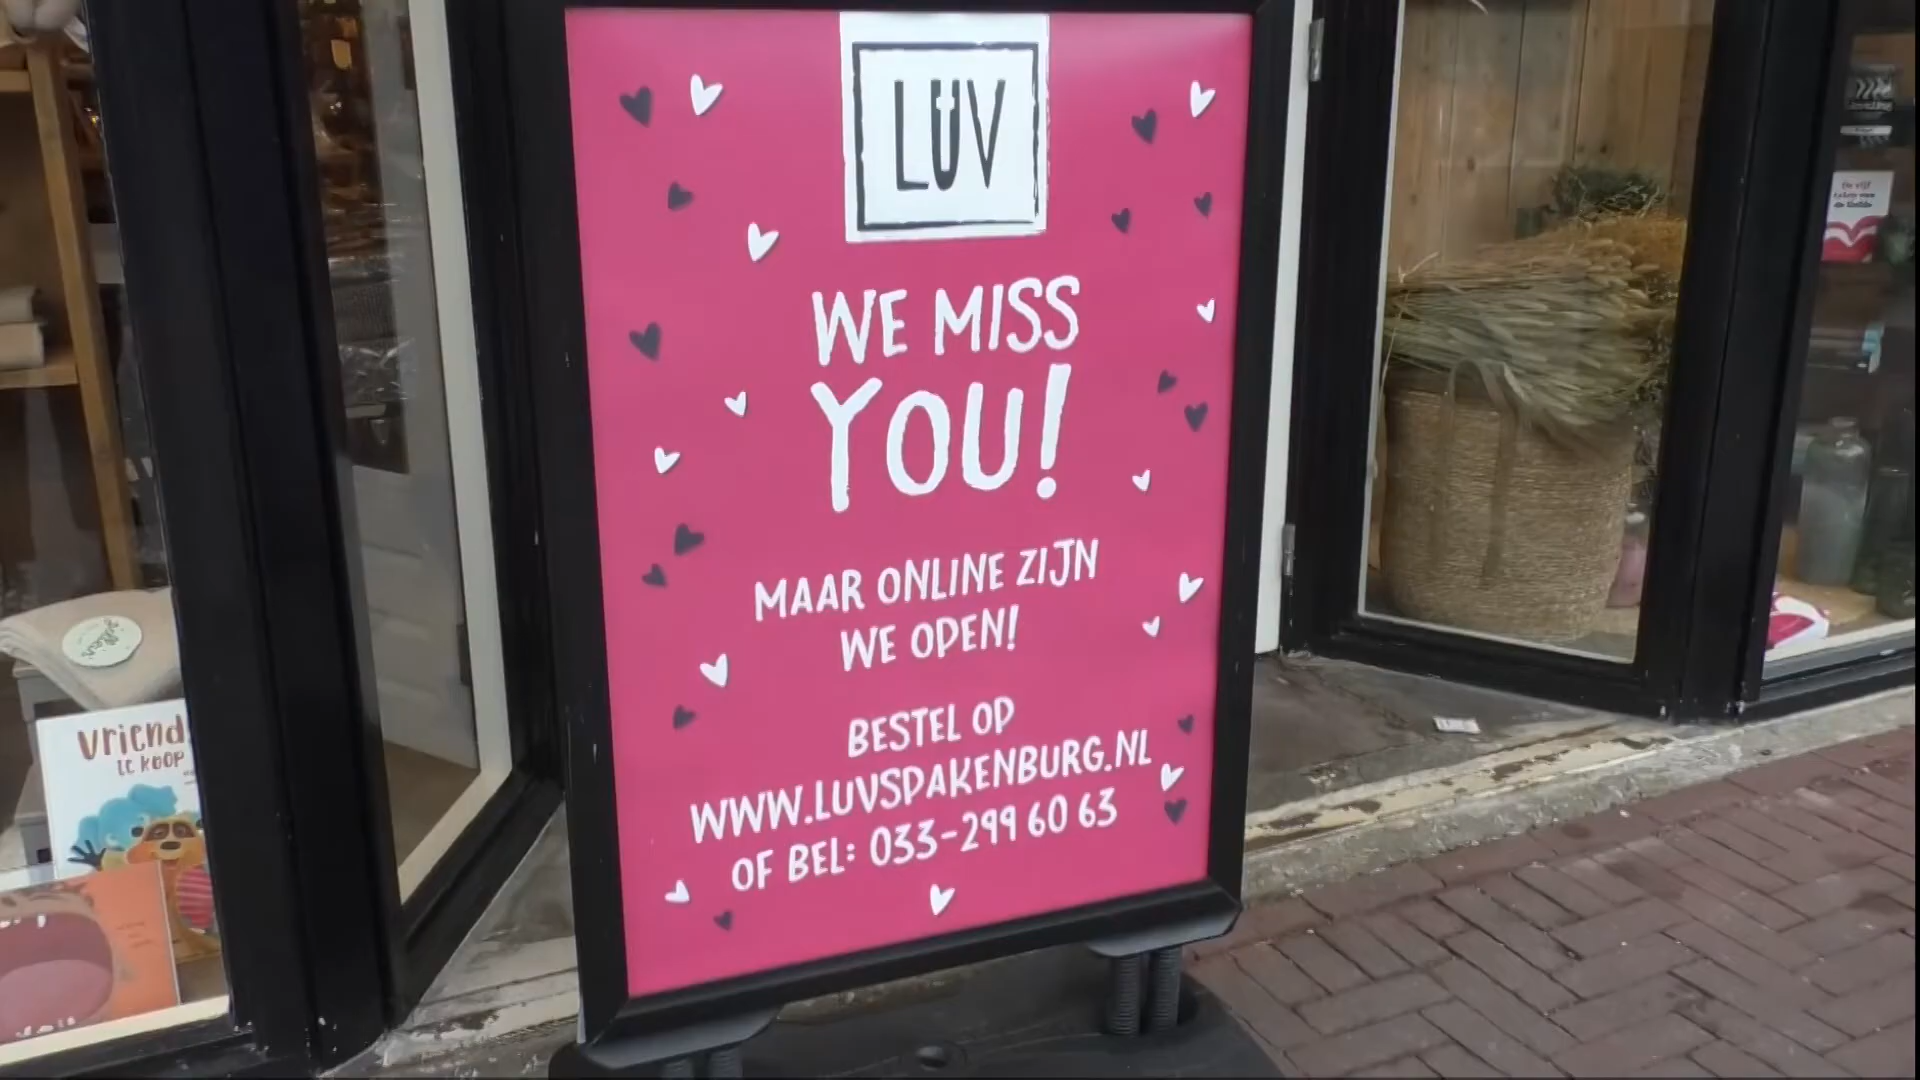 LUV
WE MISS
YOU!
MAAR ONLINE ZIJN
WE OPEN!
BESTEL OP
WWW.LUVSPAKENBURG.NL
OF BEL: 033-299 60 63
vriend
te koop